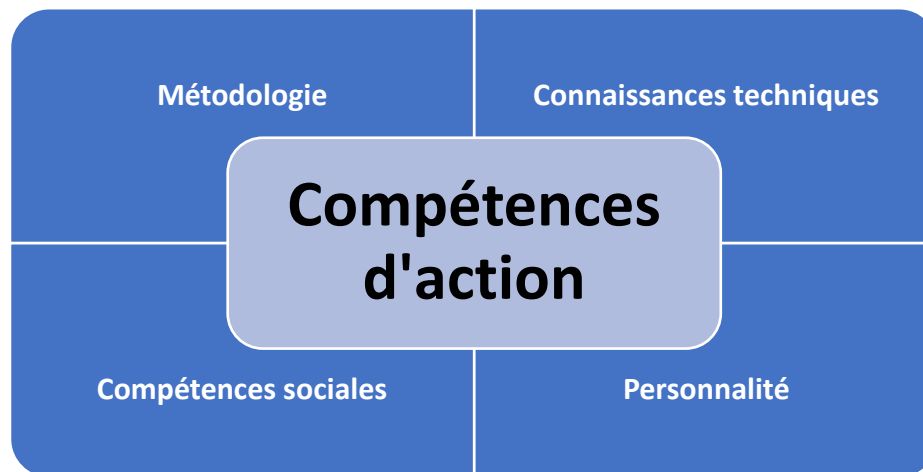 Métodologie
Connaissances techniques
Compétences
d'action
Compétences sociales
Personnalité